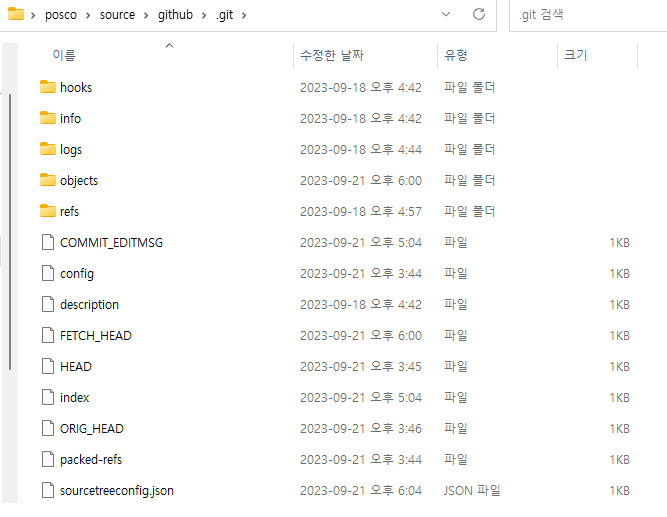 posco > source > github > .git > .git 검색
이름 수정한 날짜 유형 크기
hooks 2023-09-18 오후 4:42 파일 폴더
info 2023-09-18 오후 4:42 파일 폴더
logs 2023-09-18 오후 4:44 파일 폴더
objects 2023-09-21 오후 6:00 파일 폴더
refs 2023-09-18 오후 4:57 파일 폴더
COMMIT_EDITMSG 2023-09-21 오후 5:04 파일 1KB
config 2023-09-21 오후 3:44 파일 1KB
description 2023-09-18 오후 4:42 파일 1KB
FETCH_HEAD 2023-09-21 오후 6:00 파일 1KB
HEAD 2023-09-21 오후 3:45 파일 1KB
index 2023-09-21 오후 5:04 파일 1KB
ORIG_HEAD 2023-09-21 오후 3:46 파일 1KB
packed-refs 2023-09-21 오후 3:44 파일 1KB
sourcetreeconfig.json 2023-09-21 오후 6:04 JSON 파일 1KB